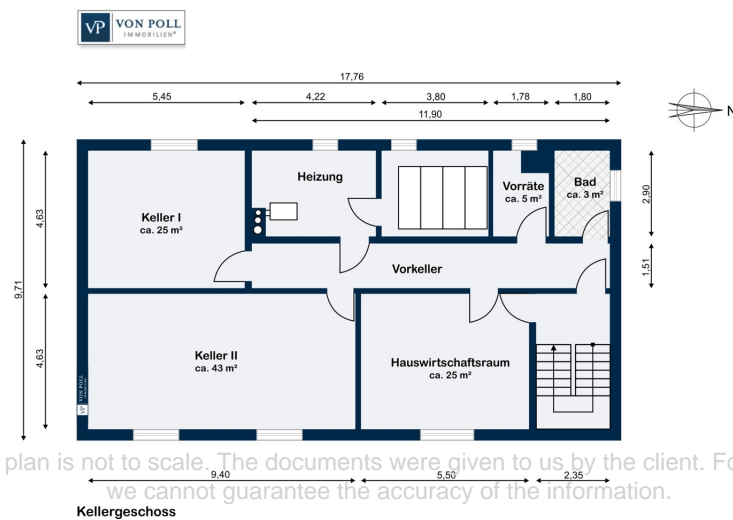 VP VON POLL
IMMOBILIEN®
17,76
5,45 4,22 3,80 1,78 1,80
11,90
N
Heizung
Vorräte
ca. 5 m²
Bad
ca. 3 m²
Keller I
ca. 25 m²
4,63
2,90
9,71
Vorkeller
1,51
Keller II
ca. 43 m²
Hauswirtschaftsraum
ca. 25 m²
4,63
VP VON POLL
plan is not to scale. The documents were given to us by the client. Fo
9,40 5,50 2,35
we cannot guarantee the accuracy of the information.
Kellergeschoss